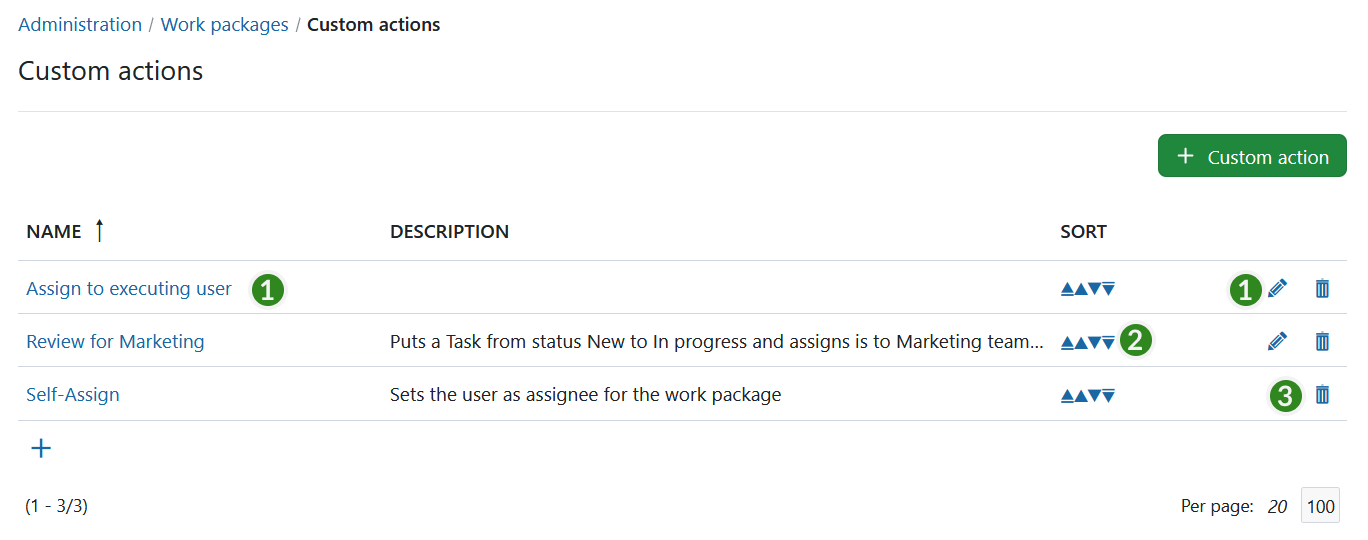 Administration / Work packages / Custom actions
Custom actions
+ Custom action
NAME ↑ DESCRIPTION SORT
Assign to executing user 1 1
Review for Marketing Puts a Task from status New to In progress and assigns is to Marketing team... 2
Self-Assign Sets the user as assignee for the work package 3
+
(1 - 3/3) Per page: 20 100